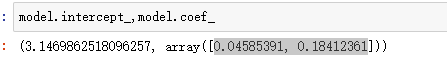 : model.intercept_,model.coef_
: (3.1469862518096257, array([0.04585391, 0.18412361]))